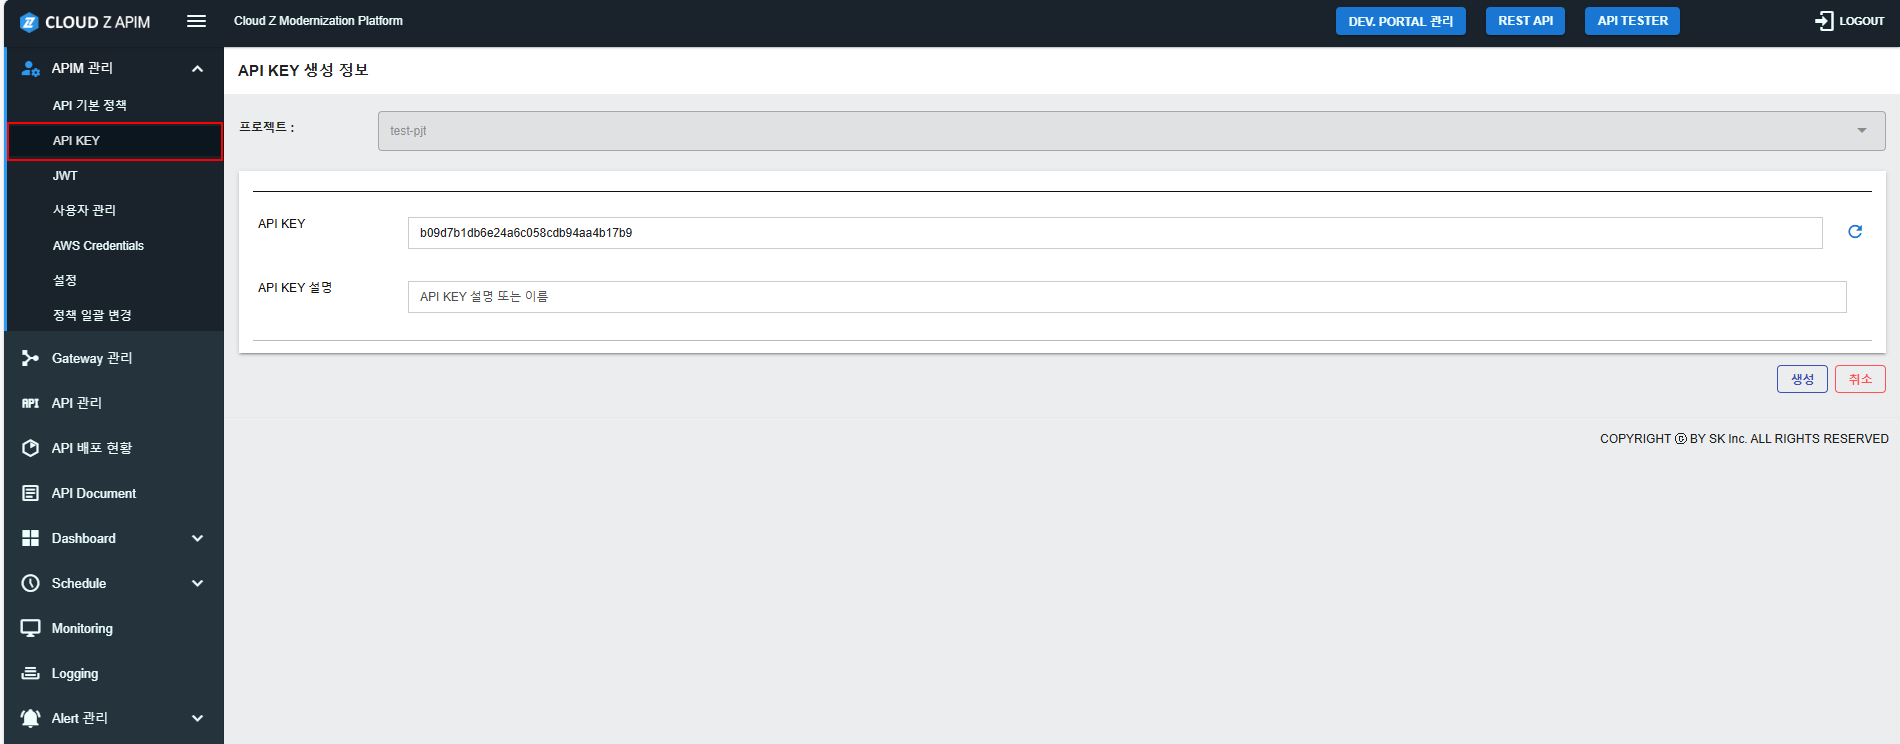 CLOUD Z APIM
Cloud Z Modernization Platform
DEV. PORTAL 관리
REST API
API TESTER
LOGOUT
APIM 관리
API 기본 정책
API KEY
JWT
사용자 관리
AWS Credentials
설정
정책 일괄 변경
Gateway 관리
API 관리
API 배포 현황
API Document
Dashboard
Schedule
Monitoring
Logging
Alert 관리
API KEY 생성 정보
프로젝트 :
test-pjt
API KEY
b09d7b1db6e24a6c058cdb94aa4b17b9
API KEY 설명
API KEY 설명 또는 이름
생성
취소
COPYRIGHT ⓒ BY SK Inc. ALL RIGHTS RESERVED